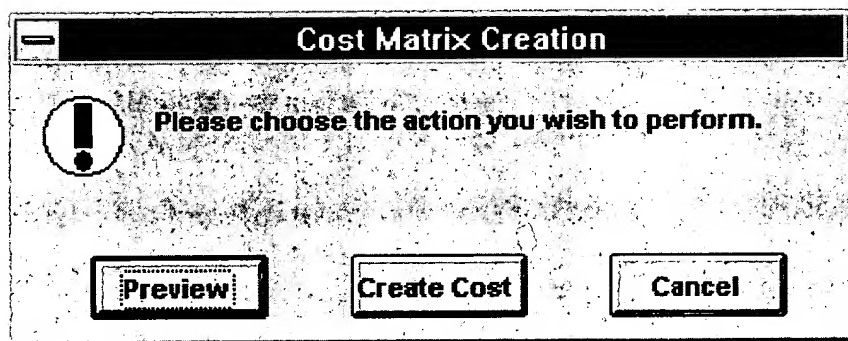 Cost Matrix Creation
Please choose the action you wish to perform.
Preview Create Cost Cancel